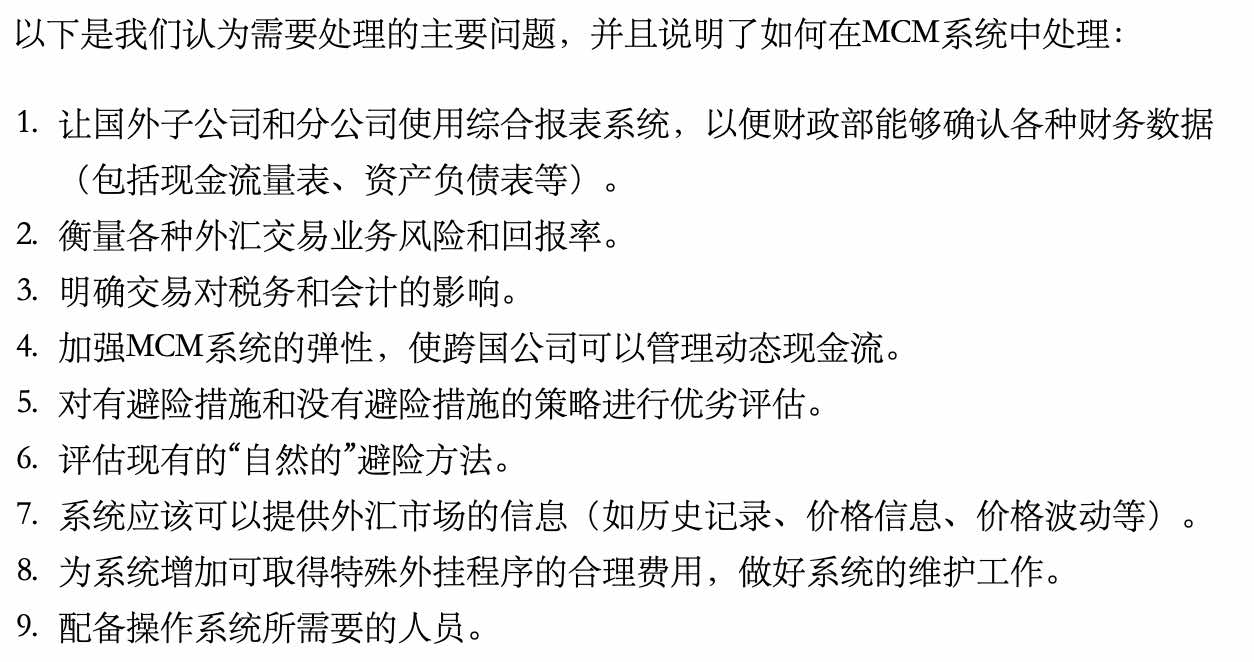 以下是我们认为需要处理的主要问题，并且说明了如何在MCM系统中处理：
1. 让国外子公司和分公司使用综合报表系统，以便财政部能够确认各种财务数据
（包括现金流量表、资产负债表等）。
2. 衡量各种外汇交易业务风险和回报率。
3. 明确交易对税务和会计的影响。
4. 加强MCM系统的弹性，使跨国公司可以管理动态现金流。
5. 对有避险措施和没有避险措施的策略进行优劣评估。
6. 评估现有的“自然的”避险方法。
7. 系统应该可以提供外汇市场的信息（如历史记录、价格信息、价格波动等）。
8. 为系统增加可取得特殊外挂程序的合理费用，做好系统的维护工作。
9. 配备操作系统所需要的人员。